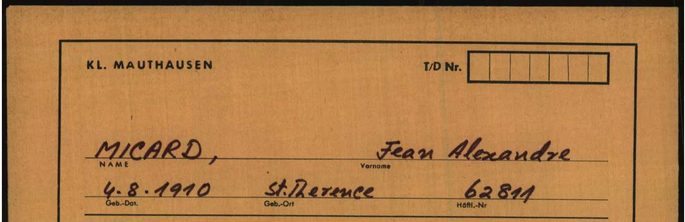 KL. MAUTHAUSEN T/D Nr.
MICARD, Jean Alexandre
NAME Vorname
4.8.1910 St. Therence 62811
Geb.-Dat. Geb.-Ort Häftl.-Nr